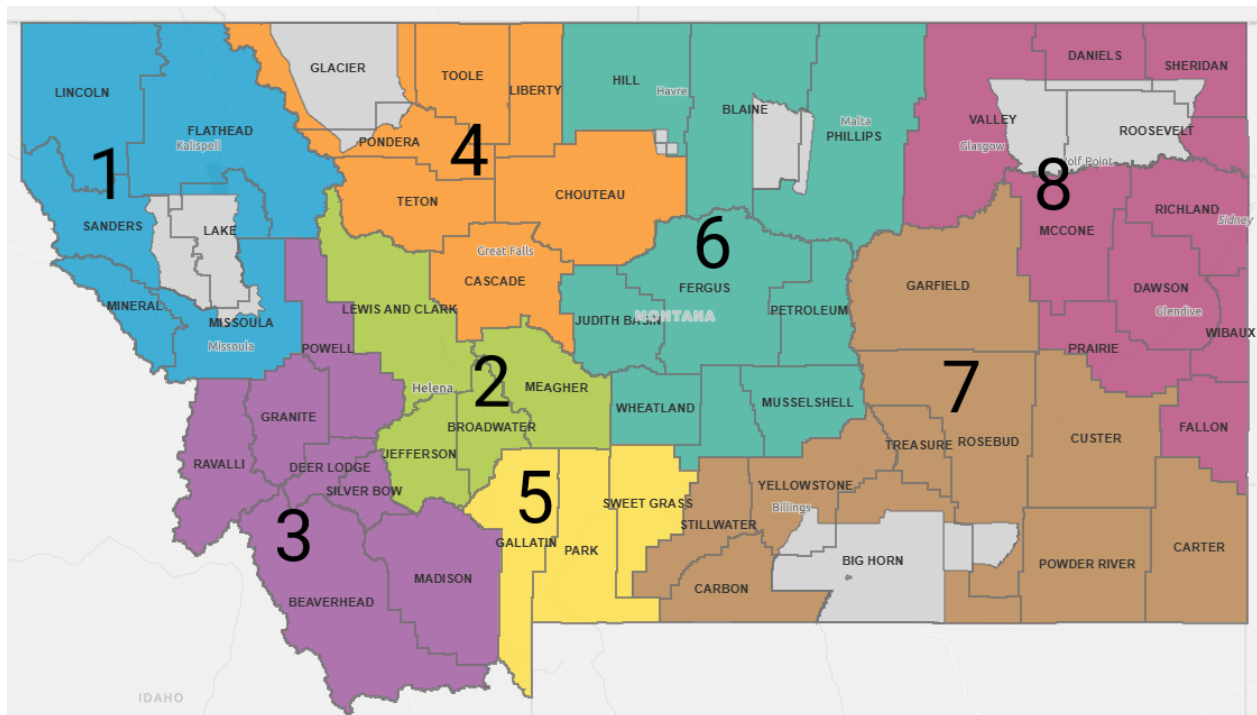 LINCOLN
FLATHEAD
Kalispell
GLACIER
TOOLE
LIBERTY
HILL
Havre
BLAINE
Malta
PHILLIPS
DANIELS
SHERIDAN
VALLEY
Glasgow
ROOSEVELT
olf Point
1
PONDERA
4
8
SANDERS
LAKE
TETON
CHOUTEAU
RICHLAND
Sidney
MCCONE
Great Falls
CASCADE
6
FERGUS
GARFIELD
DAWSON
Glendive
MINERAL
MISSOULA
Missoula
LEWIS AND CLARK
JUDITH BASIN
MONTANA
PETROLEUM
WIBAUX
POWELL
PRAIRIE
Helena
2
MEAGHER
WHEATLAND
MUSSELSHELL
7
GRANITE
BROADWATER
TREASURE
ROSEBUD
CUSTER
FALLON
RAVALLI
DEER LODGE
JEFFERSON
SILVER BOW
5
SWEET GRASS
YELLOWSTONE
Billings
STILLWATER
3
GALLATIN
PARK
BIG HORN
POWDER RIVER
CARTER
MADISON
CARBON
BEAVERHEAD
IDAHO